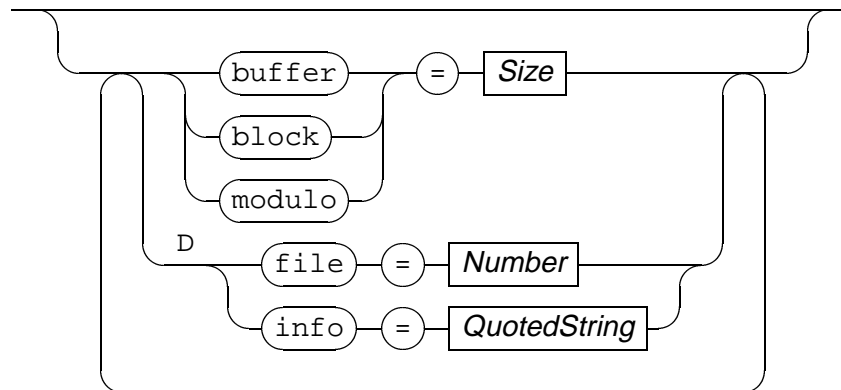 buffer = Size
block
modulo
D
file = Number
info = QuotedString